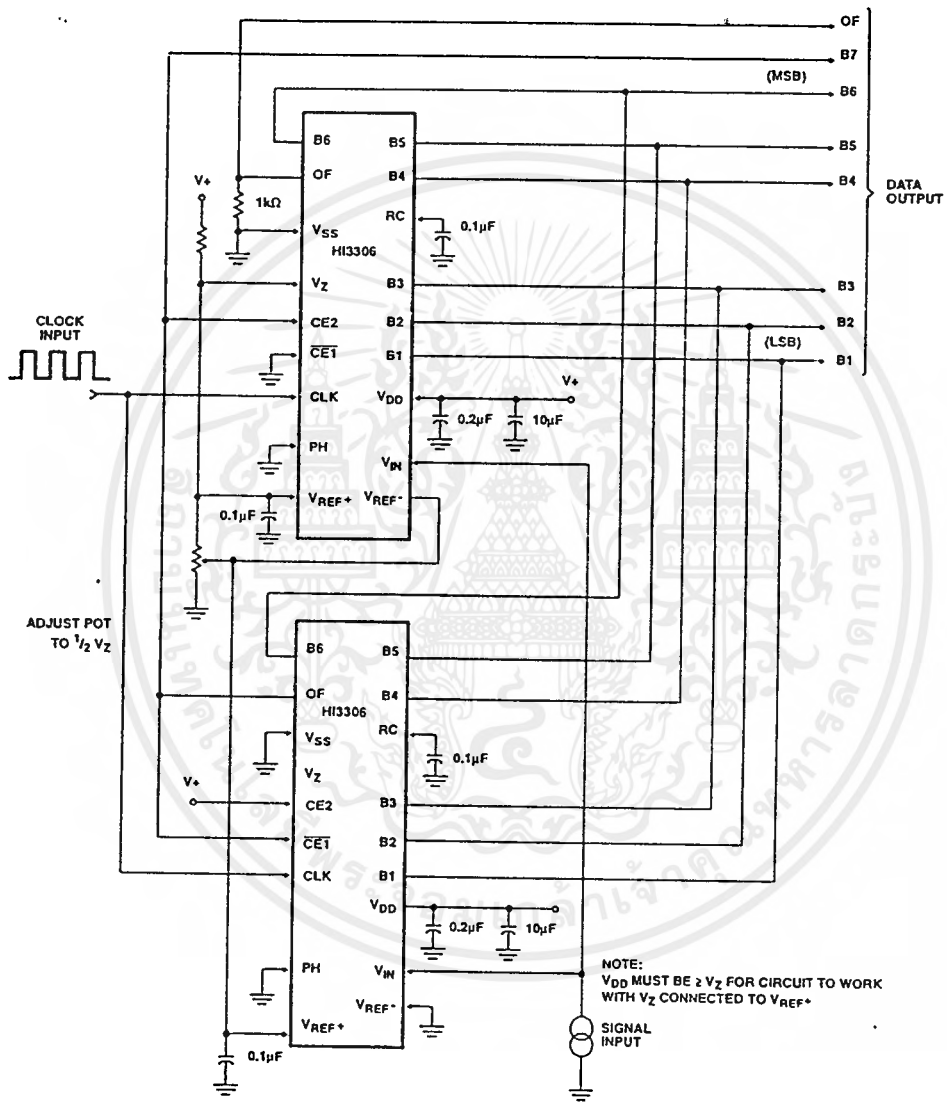 OF
B7
(MSB)
B6
B5
B4
DATA
OUTPUT
B3
B2
(LSB)
B1
B6
B5
OF
B4
V+
1kΩ
RC
0.1µF
VSS
HI3306
VZ
B3
CLOCK
INPUT
CE2
B2
CE1
B1
CLK
VDD
V+
0.2µF
10µF
PH
VIN
VREF+
VREF-
0.1µF
ADJUST POT
TO 1/2 VZ
B6
B5
OF
B4
HI3306
VSS
RC
0.1µF
VZ
V+
CE2
B3
CE1
B2
CLK
B1
VDD
0.2µF
10µF
PH
VIN
NOTE:
VDD MUST BE ≥ VZ FOR CIRCUIT TO WORK
WITH VZ CONNECTED TO VREF+
VREF-
VREF+
SIGNAL
INPUT
0.1µF